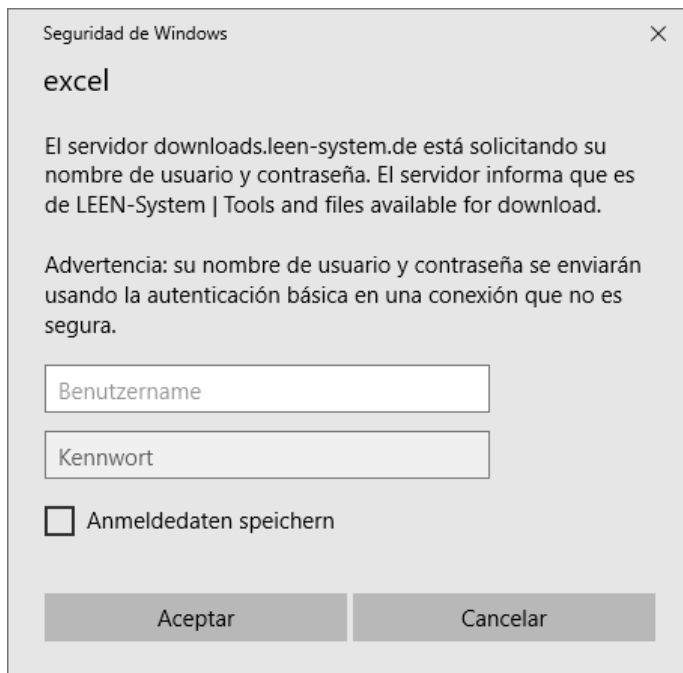 Seguridad de Windows
excel
El servidor downloads.leen-system.de está solicitando su
nombre de usuario y contraseña. El servidor informa que es
de LEEN-System | Tools and files available for download.
Advertencia: su nombre de usuario y contraseña se enviarán
usando la autenticación básica en una conexión que no es
segura.
Benutzername
Kennwort
Anmeldedaten speichern
Aceptar
Cancelar